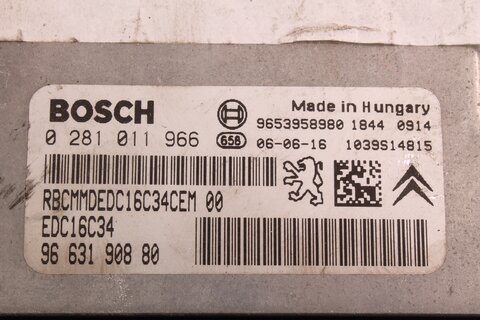 BOSCH
Made in Hungary
9653958980 1844 0914
0 281 011 966
658 06-06-16 1039S14815
RBCMMDEDC16C34CEM 00
EDC16C34
96 631 908 80